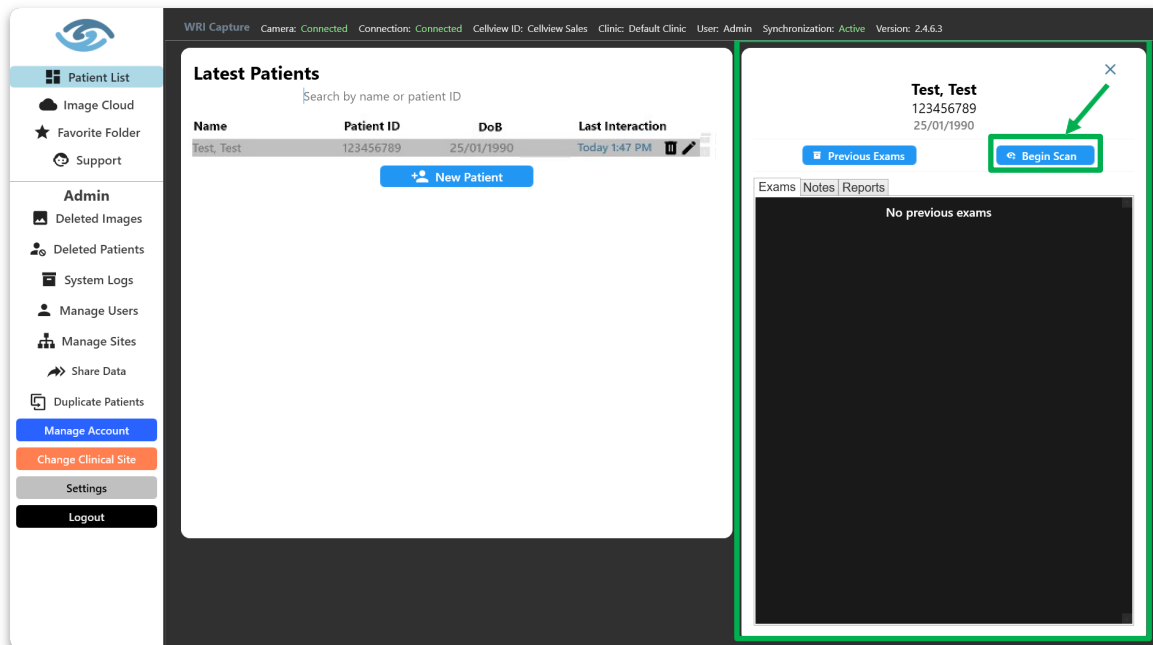 WRI Capture Camera: Connected Connection: Connected Cellview ID: Cellview Sales Clinic: Default Clinic User: Admin Synchronization: Active Version: 2.4.6.3
Patient List
Image Cloud
Favorite Folder
Support
Admin
Deleted Images
Deleted Patients
System Logs
Manage Users
Manage Sites
Share Data
Duplicate Patients
Manage Account
Change Clinical Site
Settings
Logout
Latest Patients
Search by name or patient ID
Name Patient ID DoB Last Interaction
Test, Test 123456789 25/01/1990 Today 1:47 PM
New Patient
Test, Test
123456789
25/01/1990
Previous Exams Begin Scan
Exams Notes Reports
No previous exams